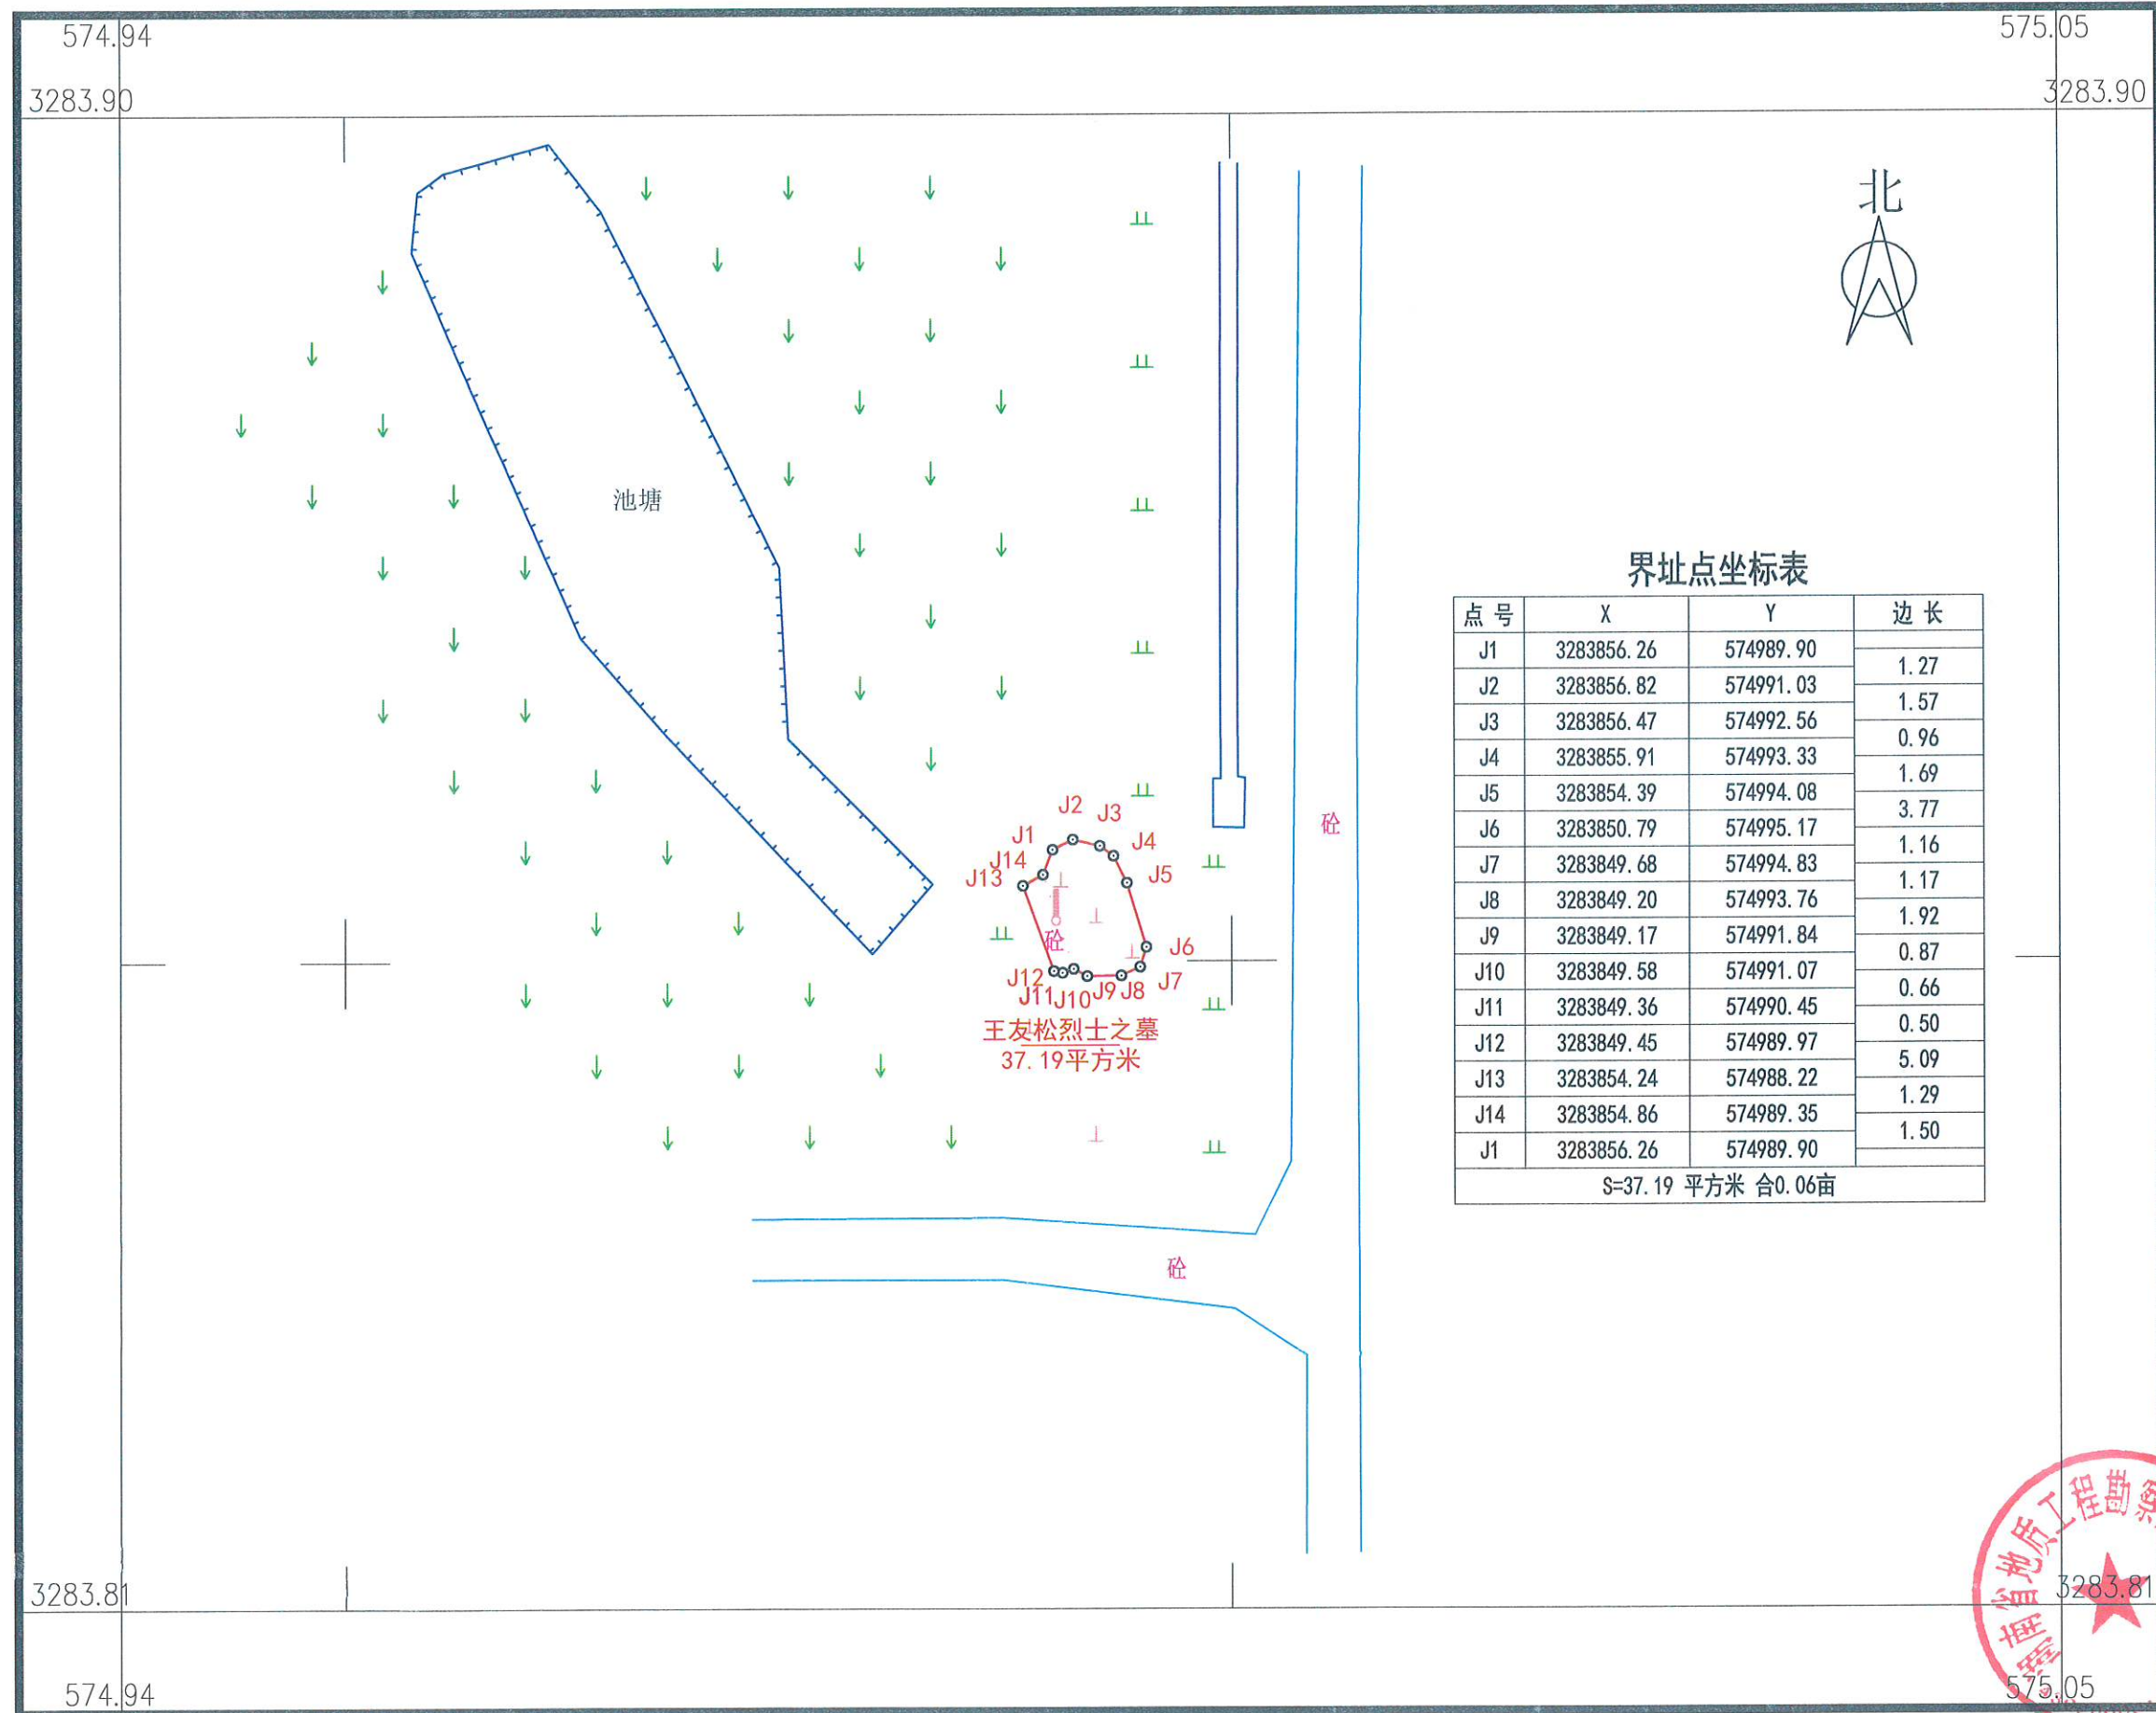 574.94
575.05
3283.90
3283.90
北
池塘
界址点坐标表
点号 X Y 边长
J1 3283856.26 574989.90
1.27
J2 3283856.82 574991.03
1.57
J3 3283856.47 574992.56
0.96
J4 3283855.91 574993.33
1.69
J5 3283854.39 574994.08
3.77
J6 3283850.79 574995.17
1.16
J7 3283849.68 574994.83
1.17
J8 3283849.20 574993.76
1.92
J9 3283849.17 574991.84
0.87
J10 3283849.58 574991.07
0.66
J11 3283849.36 574990.45
0.50
J12 3283849.45 574989.97
5.09
J13 3283854.24 574988.22
1.29
J14 3283854.86 574989.35
1.50
J1 3283856.26 574989.90
S=37.19 平方米 合0.06亩
J2
J3
J1
J4
J14
J13
J5
砼
砼
J6
J12
J7
J11
J10
J9
J8
王友松烈士之墓
37.19平方米
砼
湖南省地质工程勘察
3283.81
3283.81
574.94
575.05